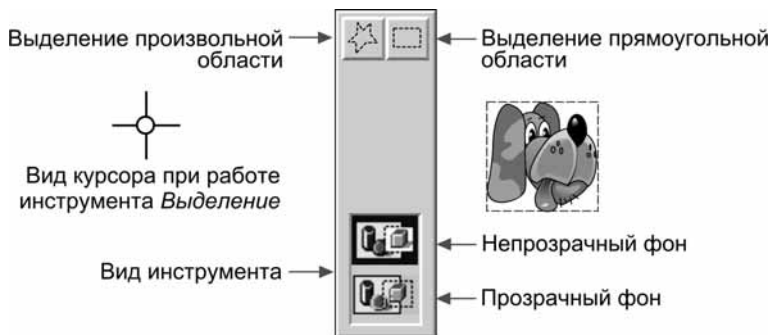 Выделение произвольной
области
Выделение прямоугольной
области
Вид курсора при работе
инструмента Выделение
Вид инструмента
Непрозрачный фон
Прозрачный фон